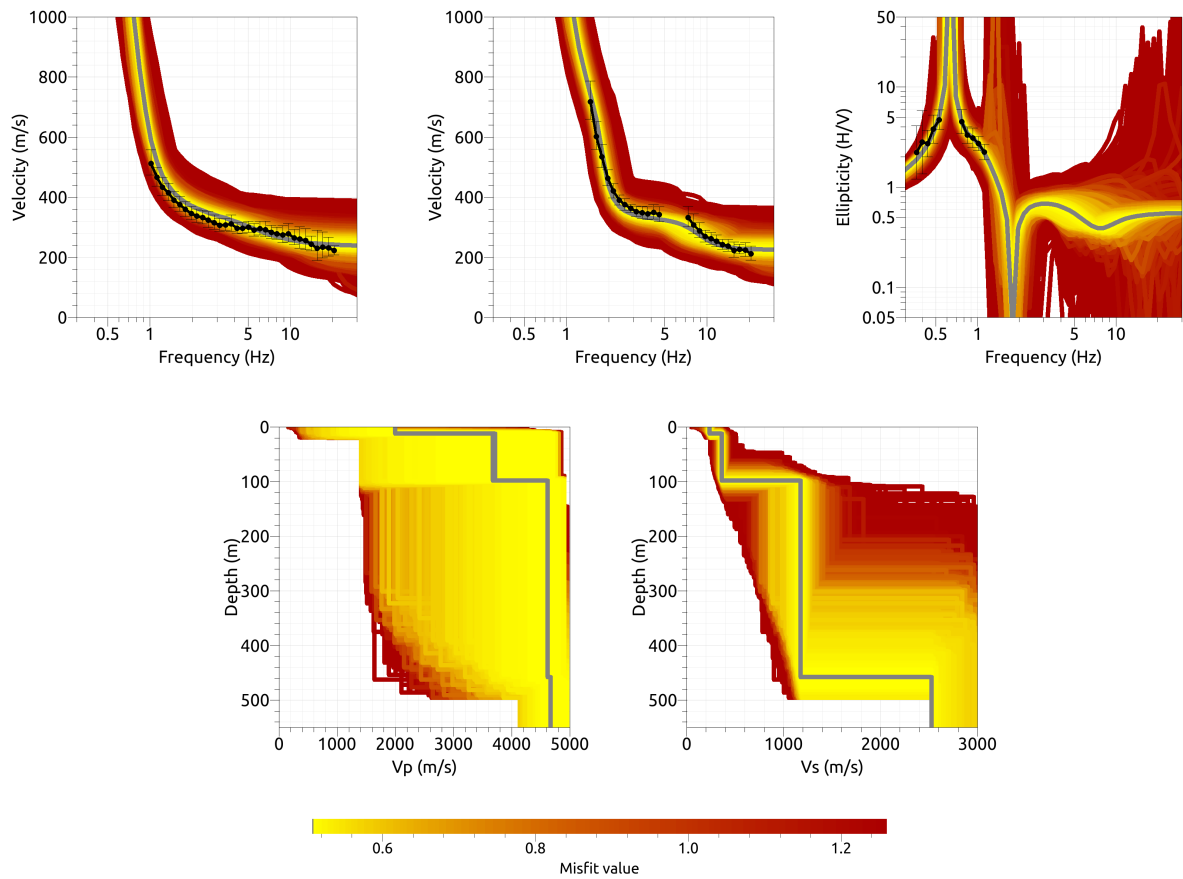 1000
800
600
400
200
0
Velocity (m/s)
0.5 1 5 10
Frequency (Hz)
1000
800
600
400
200
0
Velocity (m/s)
0.5 1 5 10
Frequency (Hz)
50
10
5
1
0.5
0.1
0.05
Ellipticity (H/V)
0.5 1 5 10
Frequency (Hz)
0
100
200
300
400
500
Depth (m)
0 1000 2000 3000 4000 5000
Vp (m/s)
0
100
200
300
400
500
Depth (m)
0 1000 2000 3000
Vs (m/s)
0.6 0.8 1.0 1.2
Misfit value